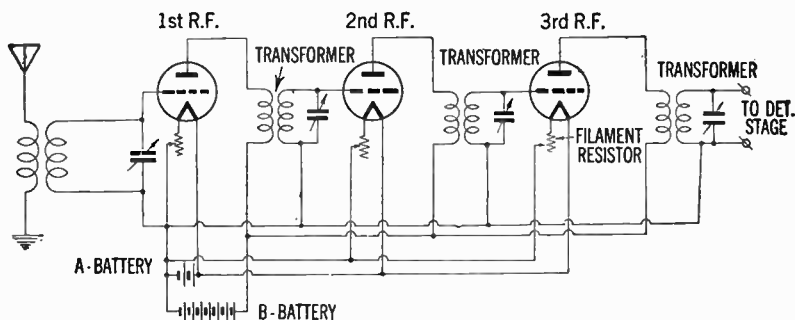 1st R.F.
2nd R.F.
3rd R.F.
TRANSFORMER
TRANSFORMER
TRANSFORMER
TO DET.
STAGE
FILAMENT
RESISTOR
A-BATTERY
B-BATTERY